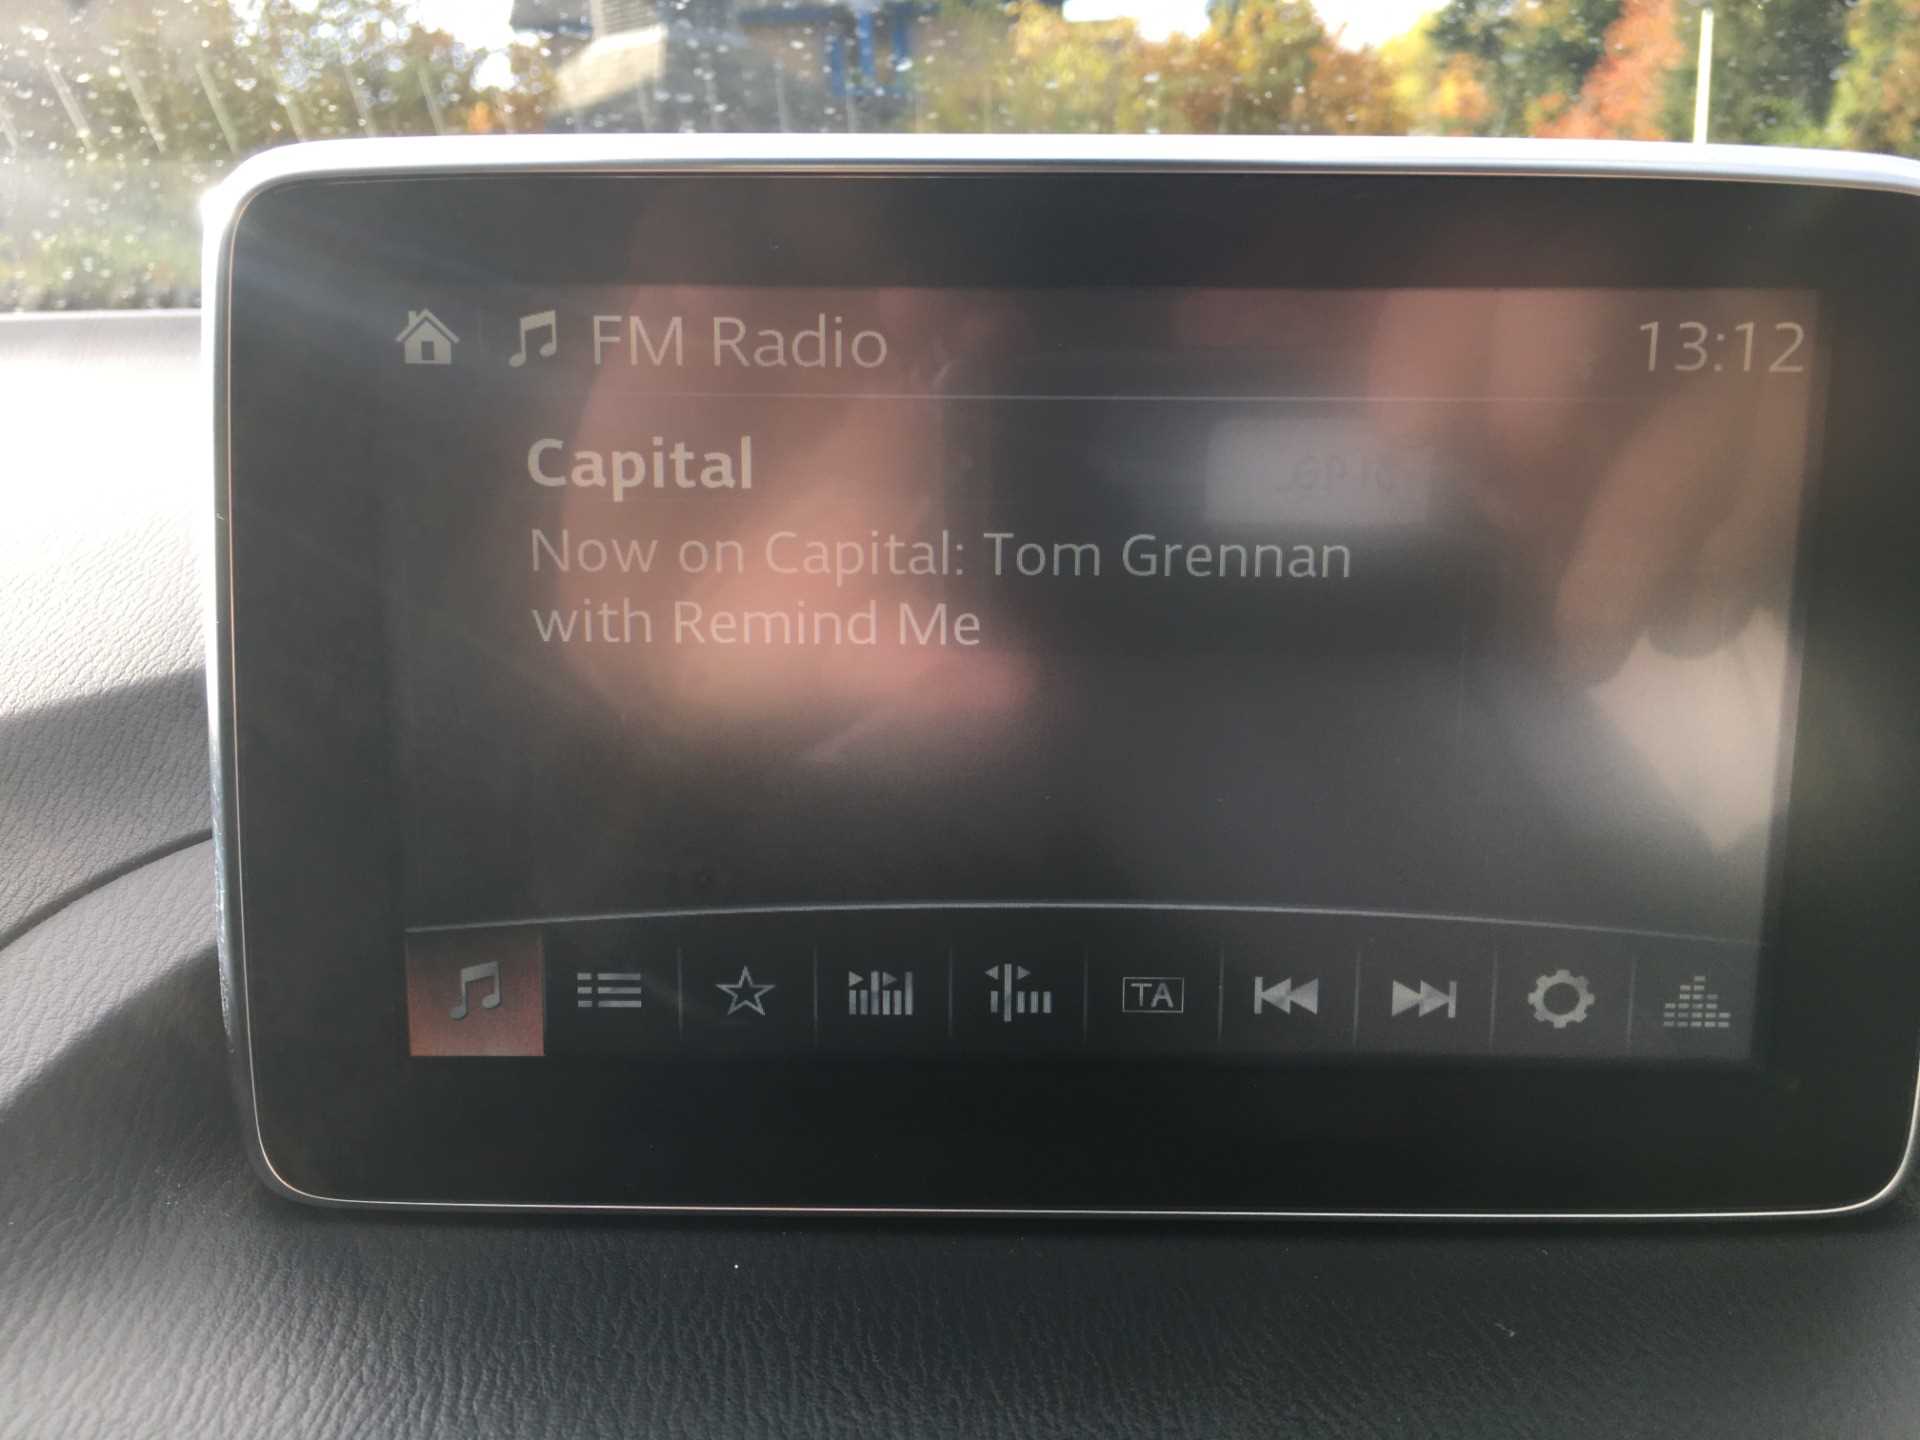 FM Radio
13:12
Capital
Now on Capital: Tom Grennan
with Remind Me
TA